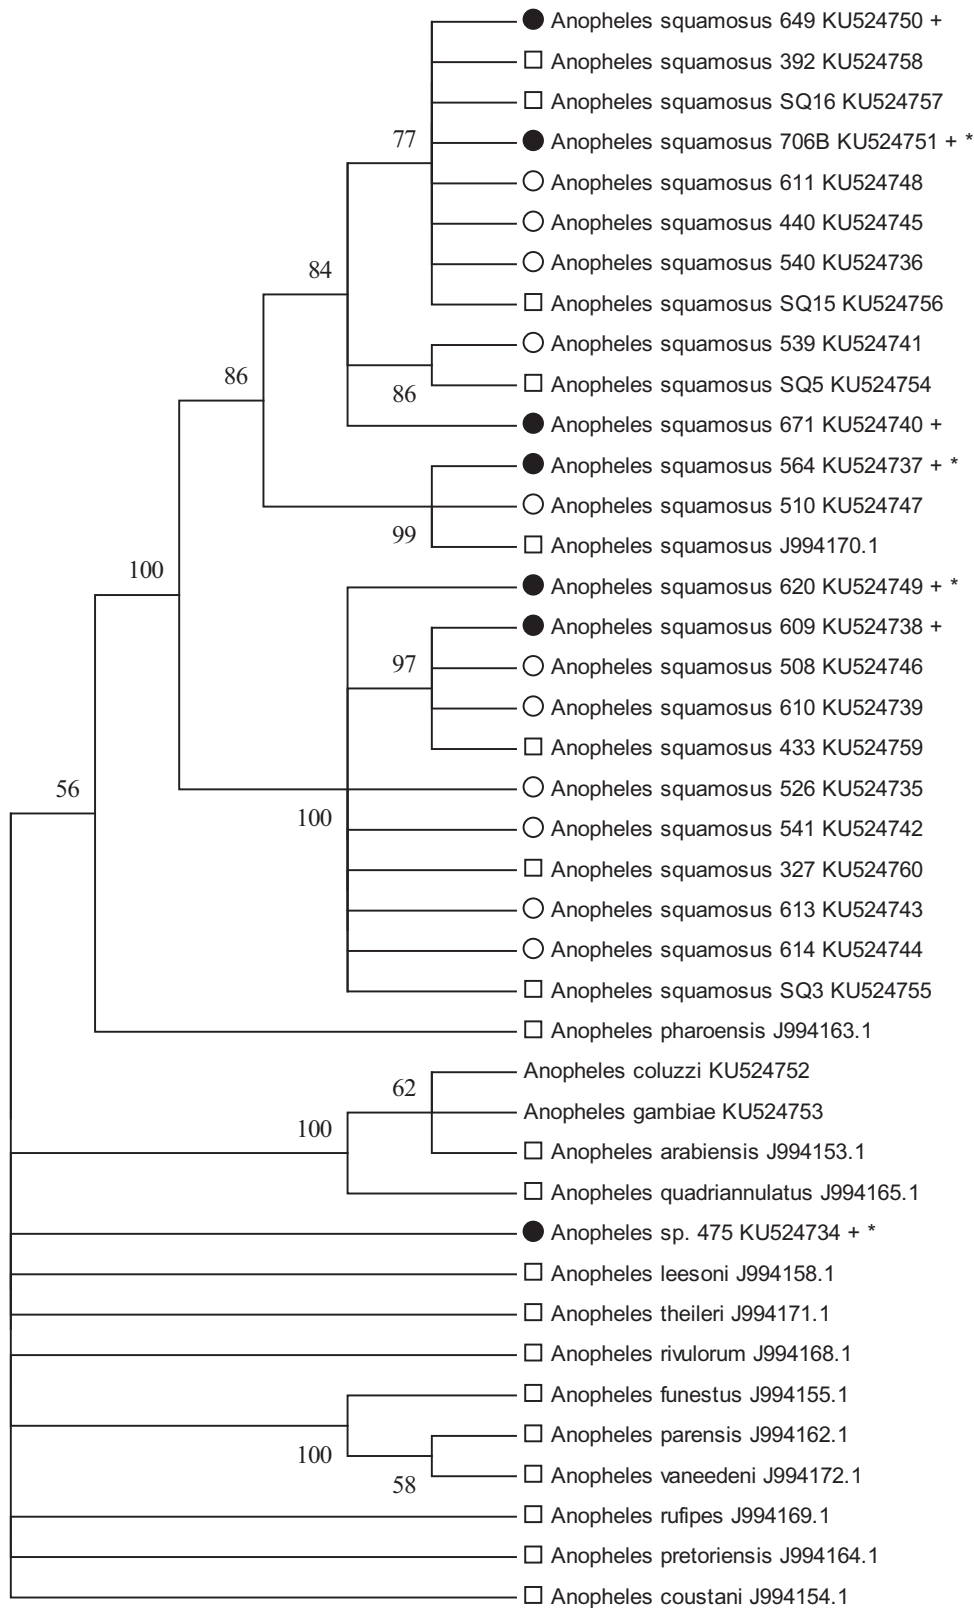 Anopheles squamosus 649 KU524750 +
Anopheles squamosus 392 KU524758
Anopheles squamosus SQ16 KU524757
77
Anopheles squamosus 706B KU524751 + *
Anopheles squamosus 611 KU524748
Anopheles squamosus 440 KU524745
Anopheles squamosus 540 KU524736
84
Anopheles squamosus SQ15 KU524756
Anopheles squamosus 539 KU524741
86
Anopheles squamosus SQ5 KU524754
86
Anopheles squamosus 671 KU524740 +
Anopheles squamosus 564 KU524737 + *
Anopheles squamosus 510 KU524747
99
Anopheles squamosus J994170.1
100
Anopheles squamosus 620 KU524749 + *
Anopheles squamosus 609 KU524738 +
97
Anopheles squamosus 508 KU524746
Anopheles squamosus 610 KU524739
Anopheles squamosus 433 KU524759
56
Anopheles squamosus 526 KU524735
100
Anopheles squamosus 541 KU524742
Anopheles squamosus 327 KU524760
Anopheles squamosus 613 KU524743
Anopheles squamosus 614 KU524744
Anopheles squamosus SQ3 KU524755
Anopheles pharoensis J994163.1
Anopheles coluzzi KU524752
62
Anopheles gambiae KU524753
100
Anopheles arabiensis J994153.1
Anopheles quadriannulatus J994165.1
Anopheles sp. 475 KU524734 + *
Anopheles leesoni J994158.1
Anopheles theileri J994171.1
Anopheles rivulorum J994168.1
Anopheles funestus J994155.1
Anopheles parensis J994162.1
100
Anopheles vaneedeni J994172.1
58
Anopheles rufipes J994169.1
Anopheles pretoriensis J994164.1
Anopheles coustani J994154.1